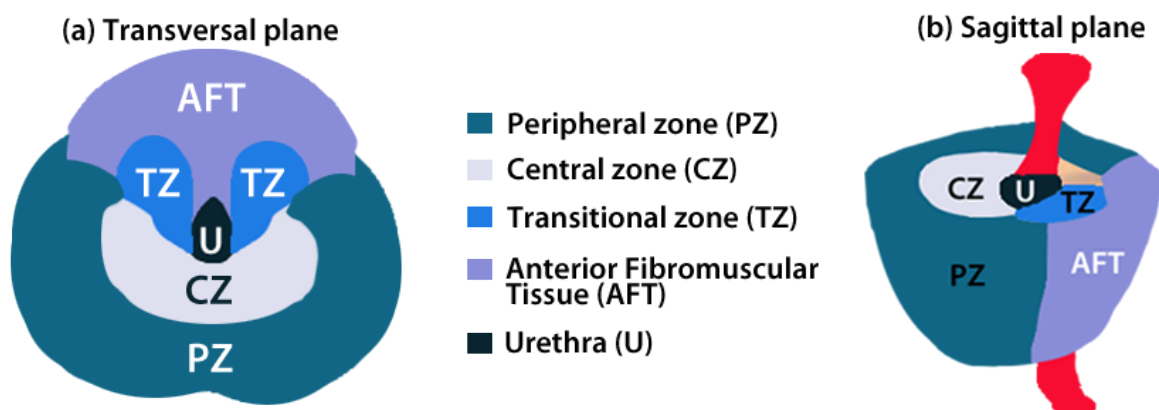 (a) Transversal plane
AFT
TZ
TZ
U
CZ
PZ
Peripheral zone (PZ)
Central zone (CZ)
Transitional zone (TZ)
Anterior Fibromuscular
Tissue (AFT)
Urethra (U)
(b) Sagittal plane
CZ
U
TZ
PZ
AFT